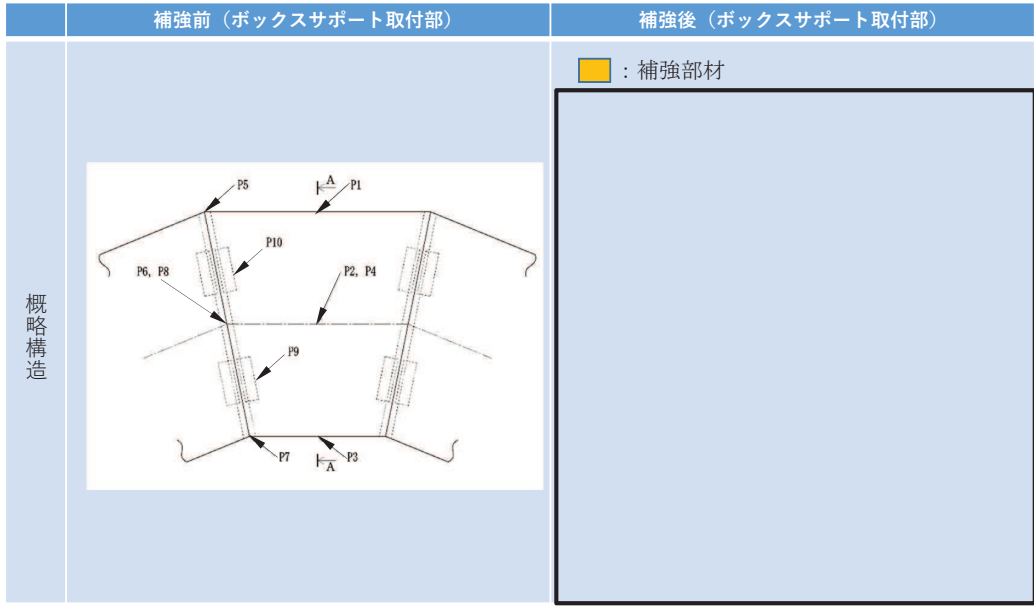 補強前（ボックスサポート取付部）
補強後（ボックスサポート取付部）
概略構造
P5
A
P1
P10
P6, P8
P2, P4
P9
P7
A
P3
：補強部材